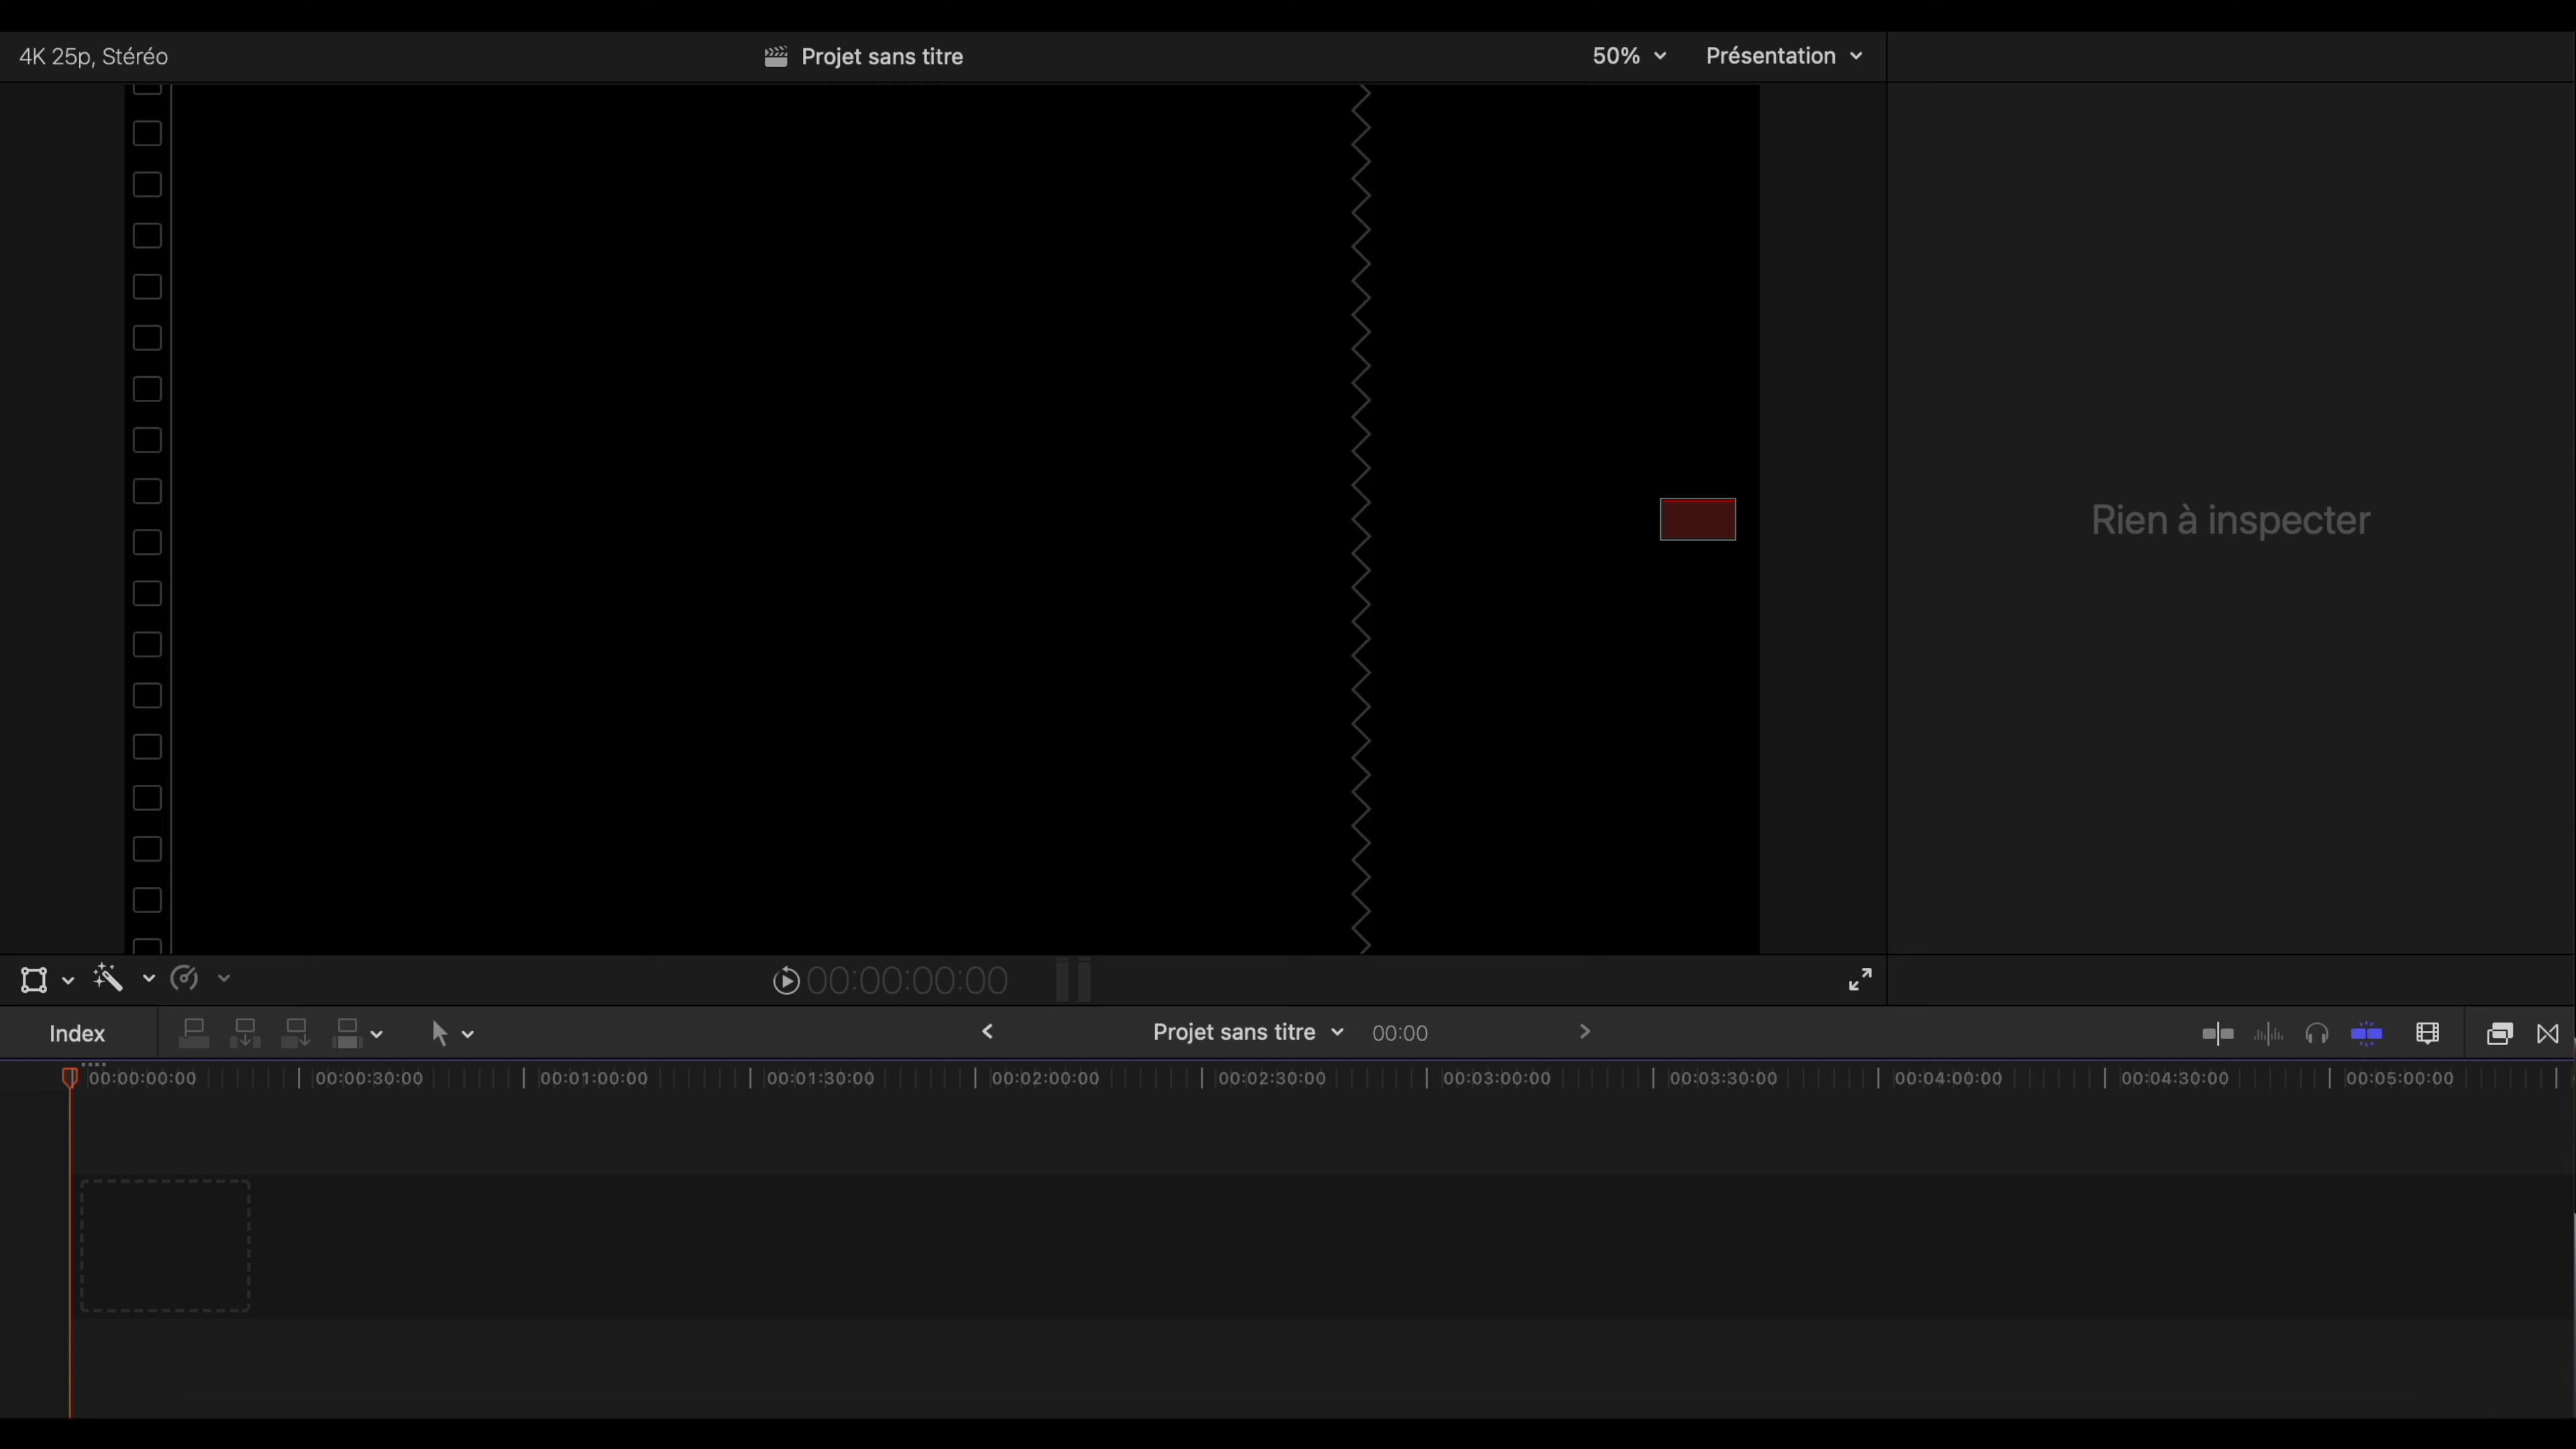 4K 25p, Stéréo
Projet sans titre
50%
Présentation
Rien à inspecter
00:00:00:00
Index
Projet sans titre
00:00
00:00:00:00
00:00:30:00
00:01:00:00
00:01:30:00
00:02:00:00
00:02:30:00
00:03:00:00
00:03:30:00
00:04:00:00
00:04:30:00
00:05:00:00